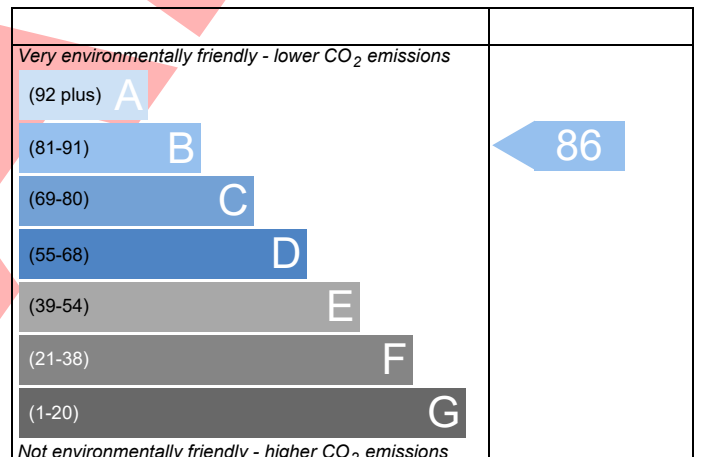 Very environmentally friendly - lower CO2 emissions
(92 plus) A
(81-91) B
86
(69-80) C
(55-68) D
(39-54) E
(21-38) F
(1-20) G
Not environmentally friendly - higher CO2 emissions